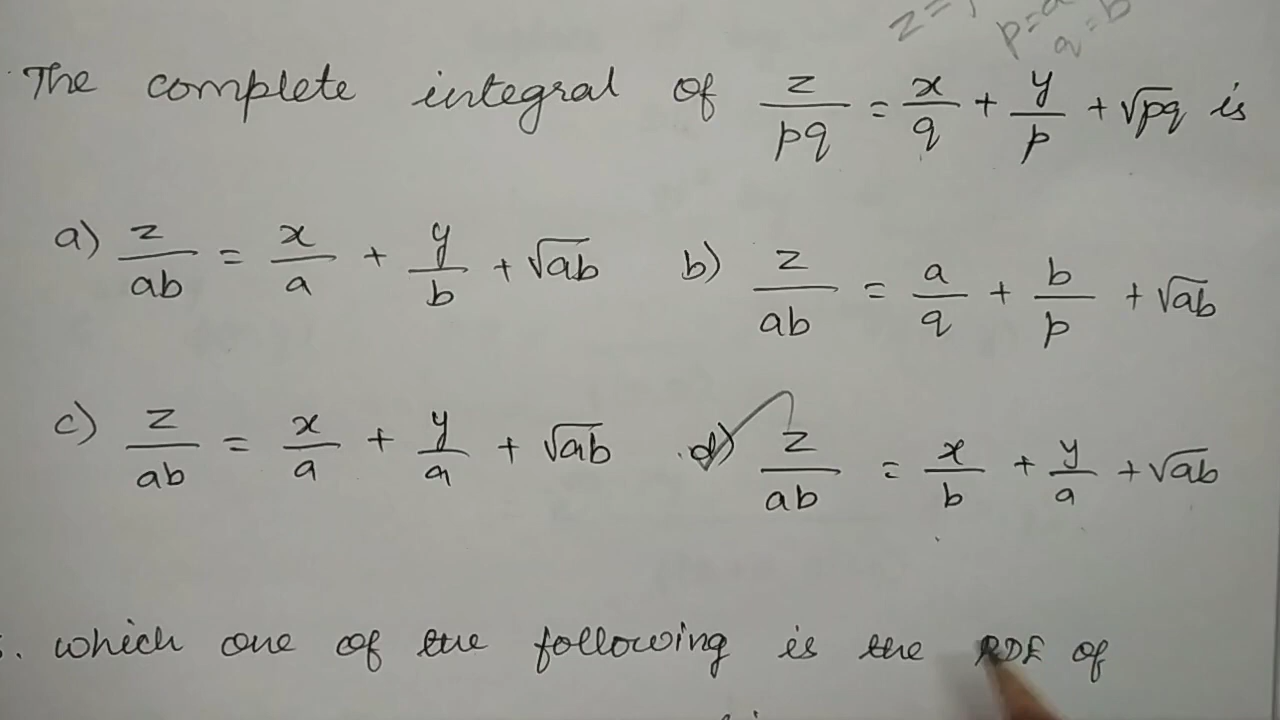 z=
p=a
q=b
The complete integral of z/pq = x/q + y/p + √pq is
a) z/ab = x/a + y/b + √ab b) z/ab = a/q + b/p + √ab
c) z/ab = x/a + y/a + √ab d) z/ab = x/b + y/a + √ab
which one of the following is the PDE of